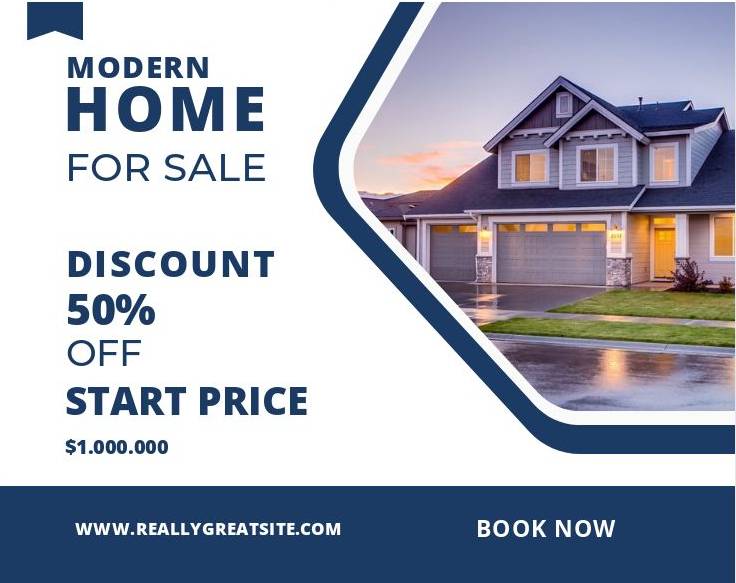 MODERN
HOME
FOR SALE
DISCOUNT
50%
OFF
START PRICE
$1.000.000
WWW.REALLYGREATSITE.COM
BOOK NOW